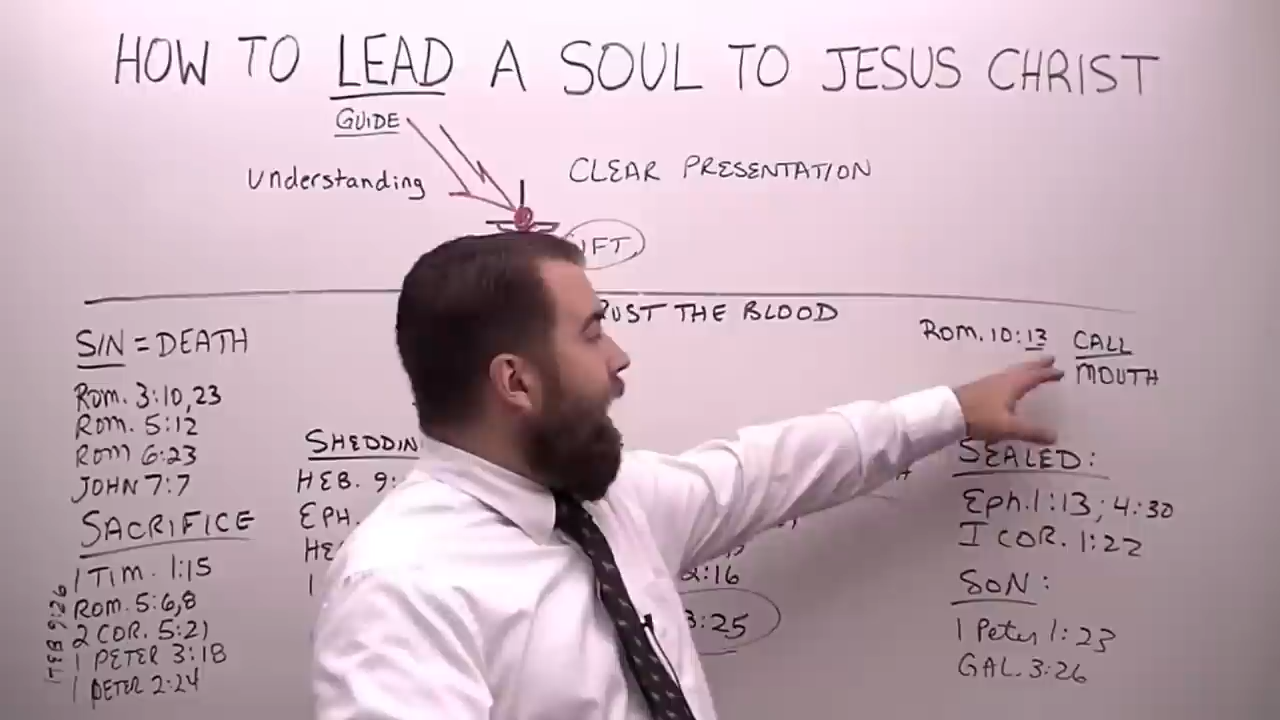 HOW TO LEAD A SOUL TO JESUS CHRIST
GUIDE
Understanding
CLEAR PRESENTATION
IFT
RUST THE BLOOD
SIN = DEATH
Rom. 3:10,23
Rom. 5:12
Rom 6:23
JOHN 7:7
SACRIFICE
1 TIM. 1:15
Rom. 5:6,8
2 COR. 5:21
1 PETER 3:18
1 PETER 2:24
HEB 9:26
SHEDDIN
HEB. 9:
EPH.
HE
2:16
3:25
Rom. 10:13
CALL
MOUTH
SEALED:
Eph. 1:13; 4:30
I COR. 1:22
SON:
1 Peter 1:23
GAL. 3:26